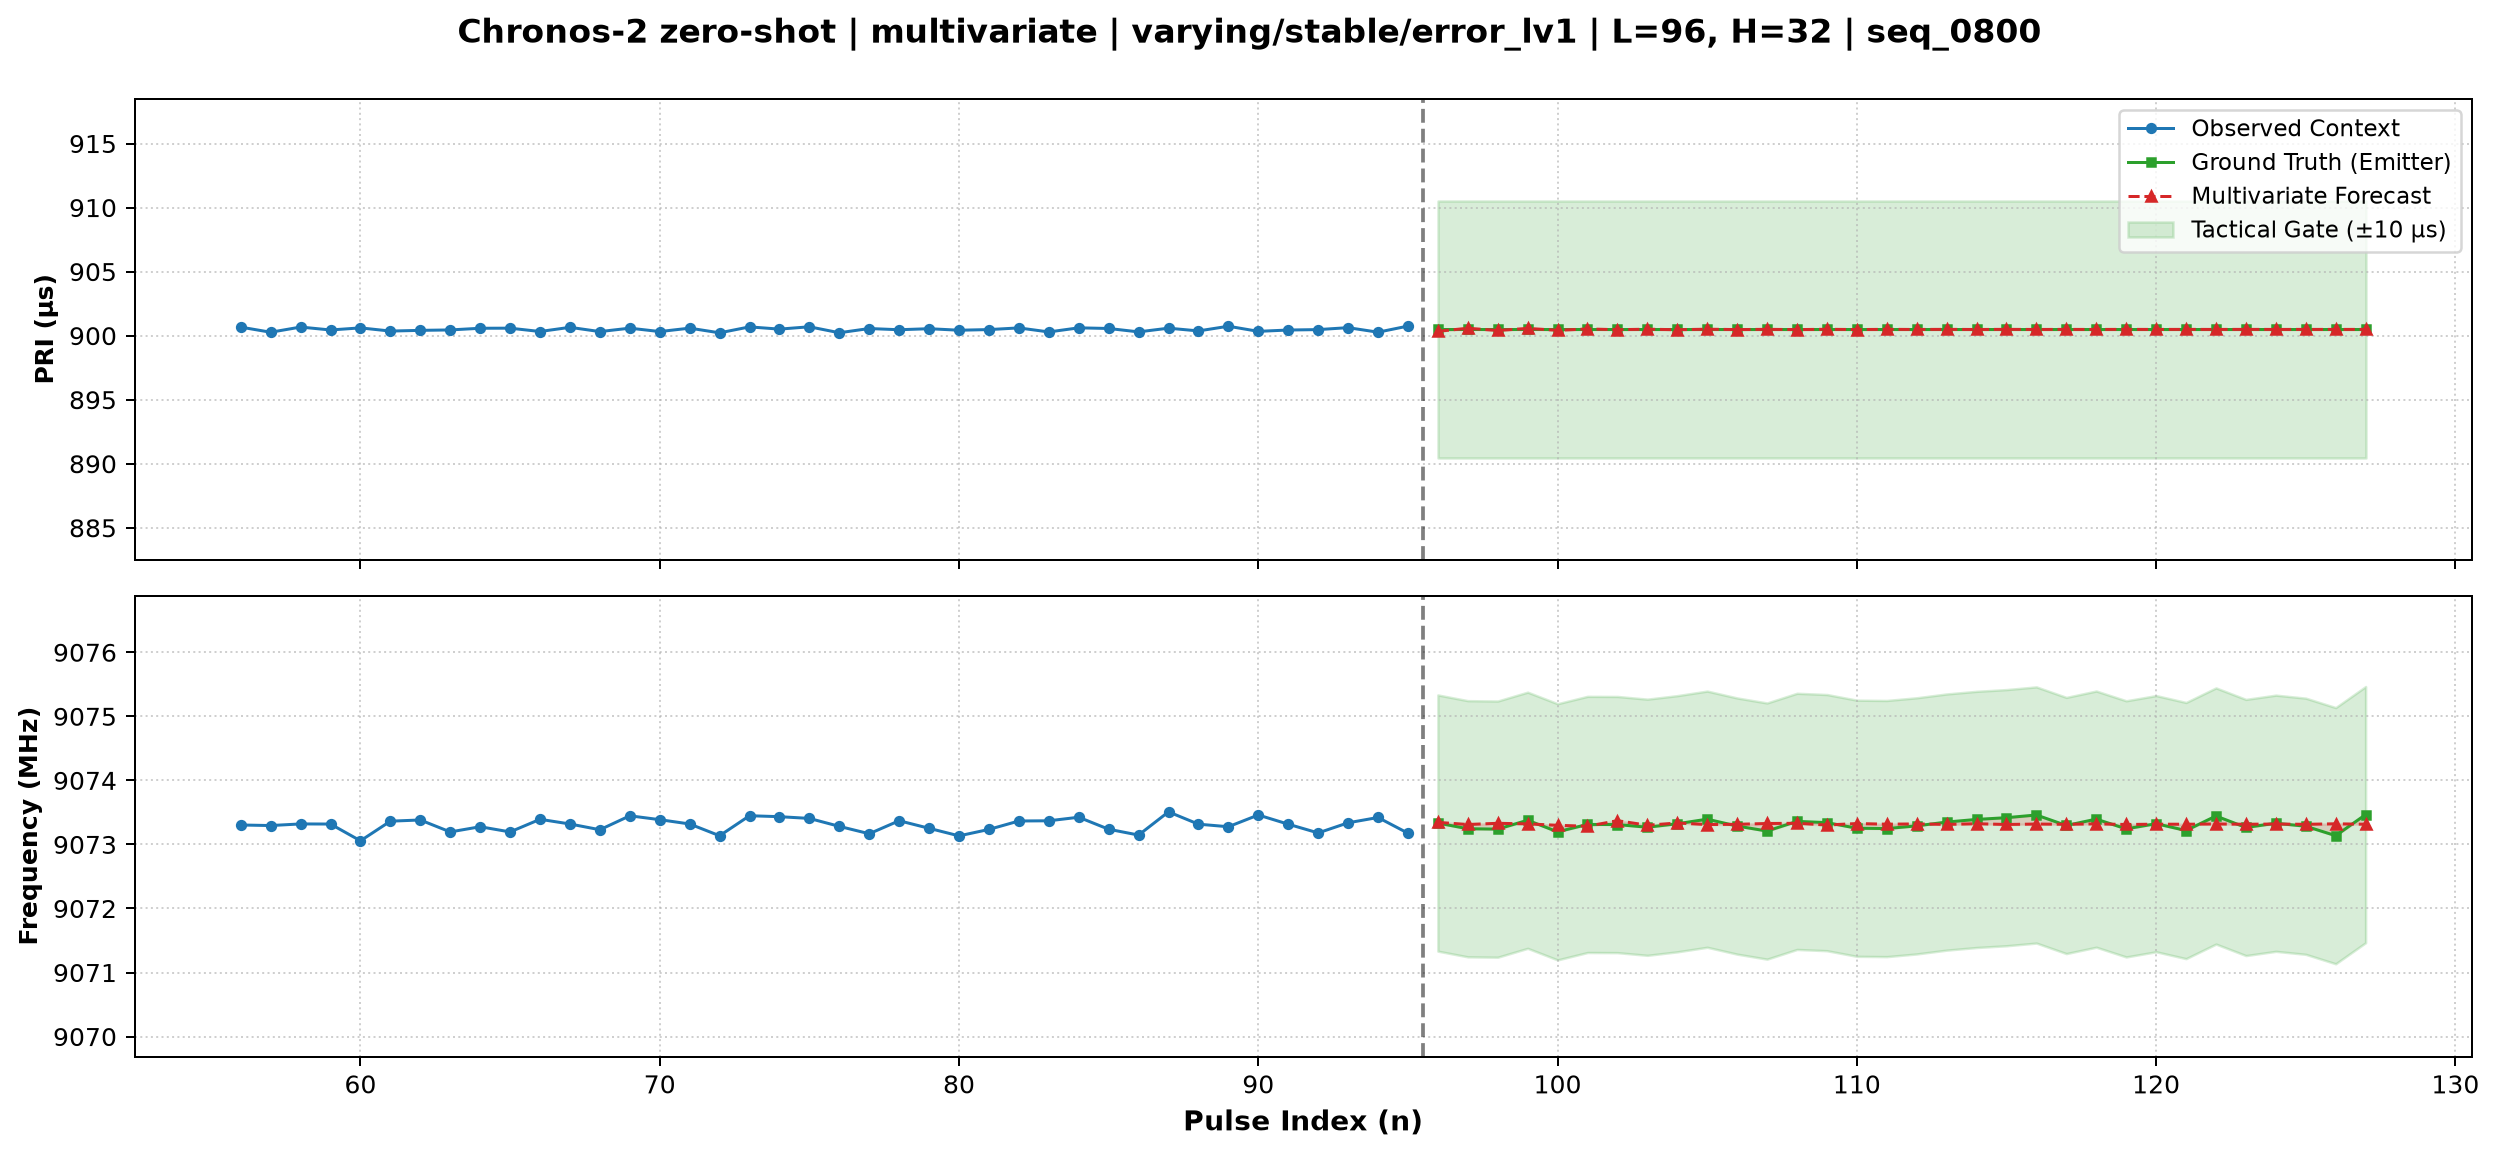 Chronos-2 zero-shot | multivariate | varying/stable/error_lv1 | L=96, H=32 | seq_0800
915
910
905
900
895
890
885
PRI (µs)
Observed Context
Ground Truth (Emitter)
Multivariate Forecast
Tactical Gate (±10 µs)
9076
9075
9074
9073
9072
9071
9070
Frequency (MHz)
60 70 80 90 100 110 120 130
Pulse Index (n)